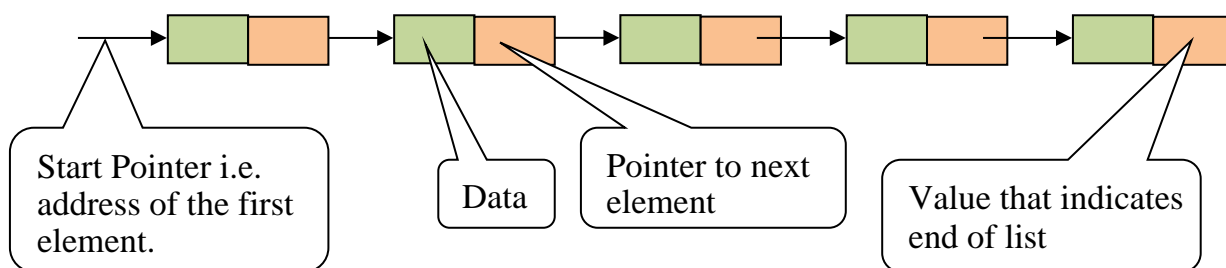 Start Pointer i.e.
address of the first
element.
Data
Pointer to next
element
Value that indicates
end of list